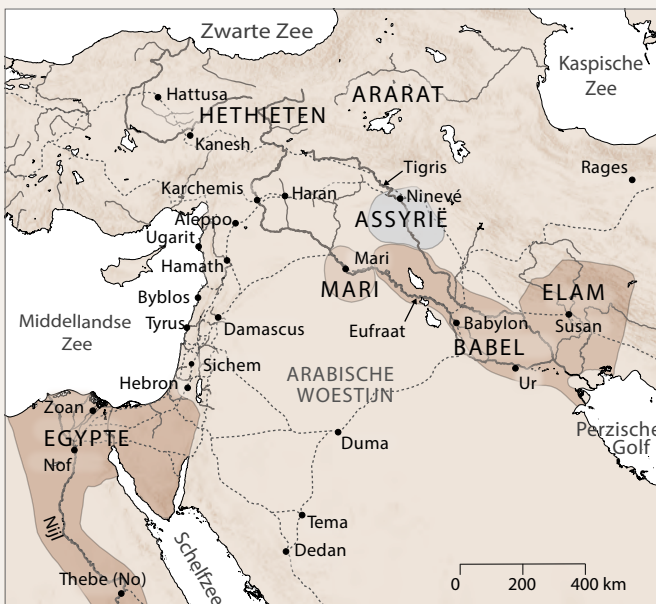 Zwarte Zee
Kaspische
Zee
ARARAT
Hattusa
HETHIETEN
Kanesh
Tigris
Rages
Karchemis
Haran
Ninevé
Aleppo
ASSYRIË
Ugarit
Hamath
Mari
MARI
ELAM
Byblos
Middellandse
Zee
Tyrus
Damascus
Eufraat
Babylon
Susan
BABEL
Sichem
ARABISCHE
WOESTIJN
Hebron
Ur
Zoan
EGYPTE
Perzische
Golf
Duma
Nof
Nijl
Tema
Schelfzee
Dedan
Thebe (No)
0 200 400 km